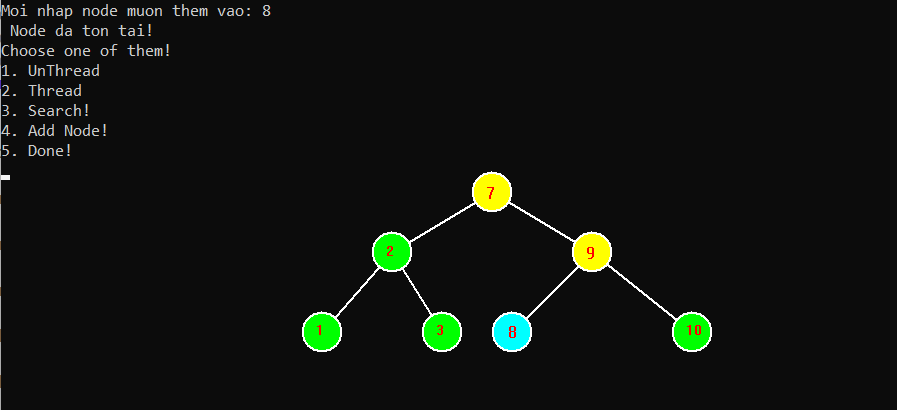 Moi nhap node muon them vao: 8
Node da ton tai!
Choose one of them!
1. UnThread
2. Thread
3. Search!
4. Add Node!
5. Done!
7
2
9
1
3
8
10